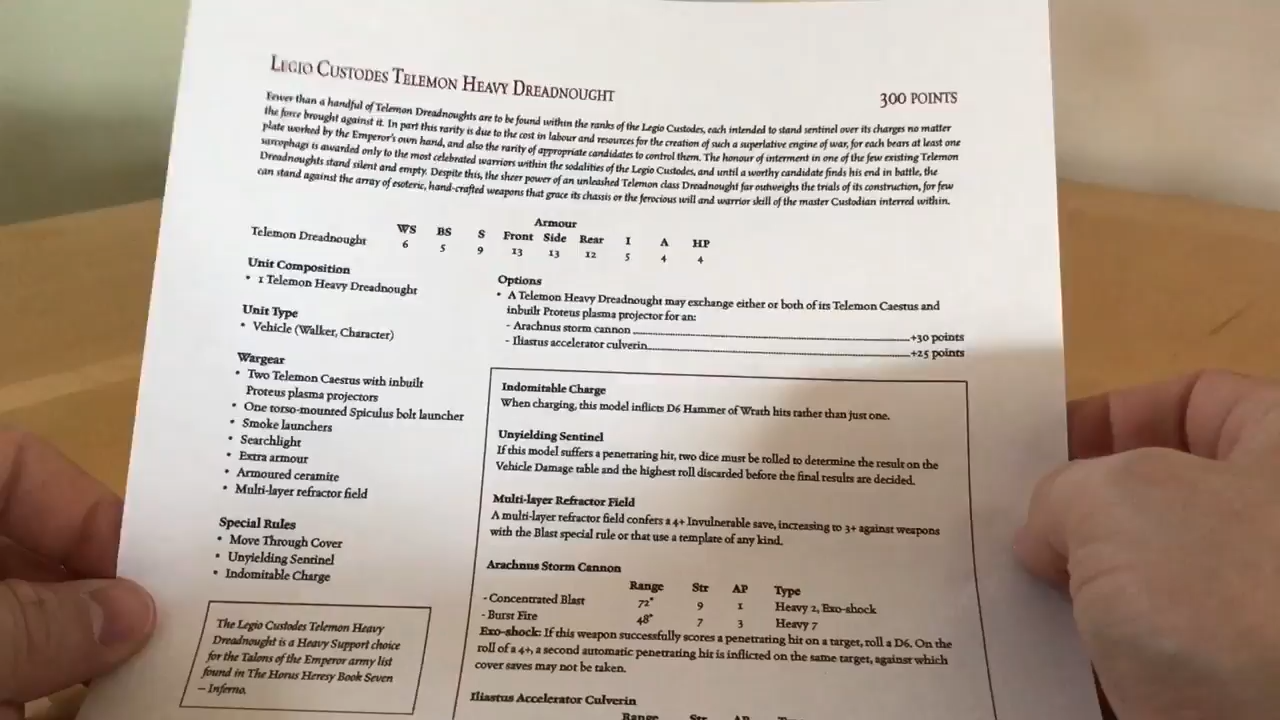 LEGIO CUSTODES TELEMON HEAVY DREADNOUGHT
300 POINTS
Fewer than a handful of Telemon Dreadnoughts are to be found within the ranks of the Legio Custodes, each intended to stand sentinel over its charges no matter
the force brought against it. In part this rarity is due to the cost in labour and resources for the creation of such a superlative engine of war, for each bears at least one
plate worked by the Emperor's own hand, and also the rarity of appropriate candidates to control them. The honour of interment in one of the few existing Telemon
sarcophagi is awarded only to the most celebrated warriors within the sodalities of the Legio Custodes, and until a worthy candidate finds his end in battle, the
Dreadnoughts stand silent and empty. Despite this, the sheer power of an unleashed Telemon class Dreadnought far outweighs the trials of its construction, for few
can stand against the array of esoteric, hand-crafted weapons that grace its chassis or the ferocious will and warrior skill of the master Custodian interred within.
Armour
WS BS S Front Side Rear I A HP
Telemon Dreadnought 6 5 9 13 13 12 5 4 4
Unit Composition
• 1 Telemon Heavy Dreadnought
Unit Type
• Vehicle (Walker, Character)
Wargear
• Two Telemon Caestus with inbuilt
Proteus plasma projectors
• One torso-mounted Spiculus bolt launcher
• Smoke launchers
• Searchlight
• Extra armour
• Armoured ceramite
• Multi-layer refractor field
Special Rules
• Move Through Cover
• Unyielding Sentinel
• Indomitable Charge
The Legio Custodes Telemon Heavy
Dreadnought is a Heavy Support choice
for the Talons of the Emperor army list
found in The Horus Heresy Book Seven
– Inferno.
Options
• A Telemon Heavy Dreadnought may exchange either or both of its Telemon Caestus and
inbuilt Proteus plasma projector for an:
- Arachnus storm cannon +30 points
- Iliastus accelerator culverin +25 points
Indomitable Charge
When charging, this model inflicts D6 Hammer of Wrath hits rather than just one.
Unyielding Sentinel
If this model suffers a penetrating hit, two dice must be rolled to determine the result on the
Vehicle Damage table and the highest roll discarded before the final results are decided.
Multi-layer Refractor Field
A multi-layer refractor field confers a 4+ Invulnerable save, increasing to 3+ against weapons
with the Blast special rule or that use a template of any kind.
Arachnus Storm Cannon
Range Str AP Type
- Concentrated Blast 72" 9 1 Heavy 2, Exo-shock
- Burst Fire 48" 7 3 Heavy 7
Exo-shock: If this weapon successfully scores a penetrating hit on a target, roll a D6. On the
roll of a 4+, a second automatic penetrating hit is inflicted on the same target, against which
cover saves may not be taken.
Iliastus Accelerator Culverin
Range Str AP